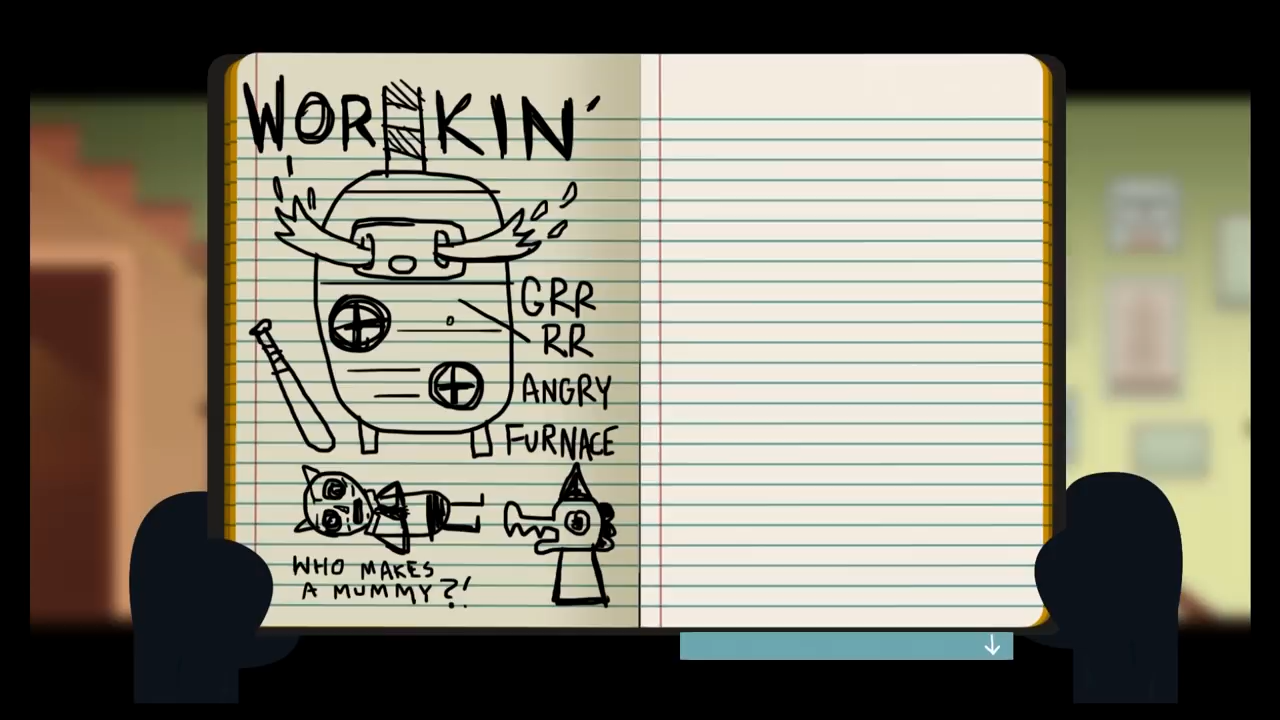 WORKIN'
GRR
RR
ANGRY
FURNACE
WHO MAKES
A MUMMY?!